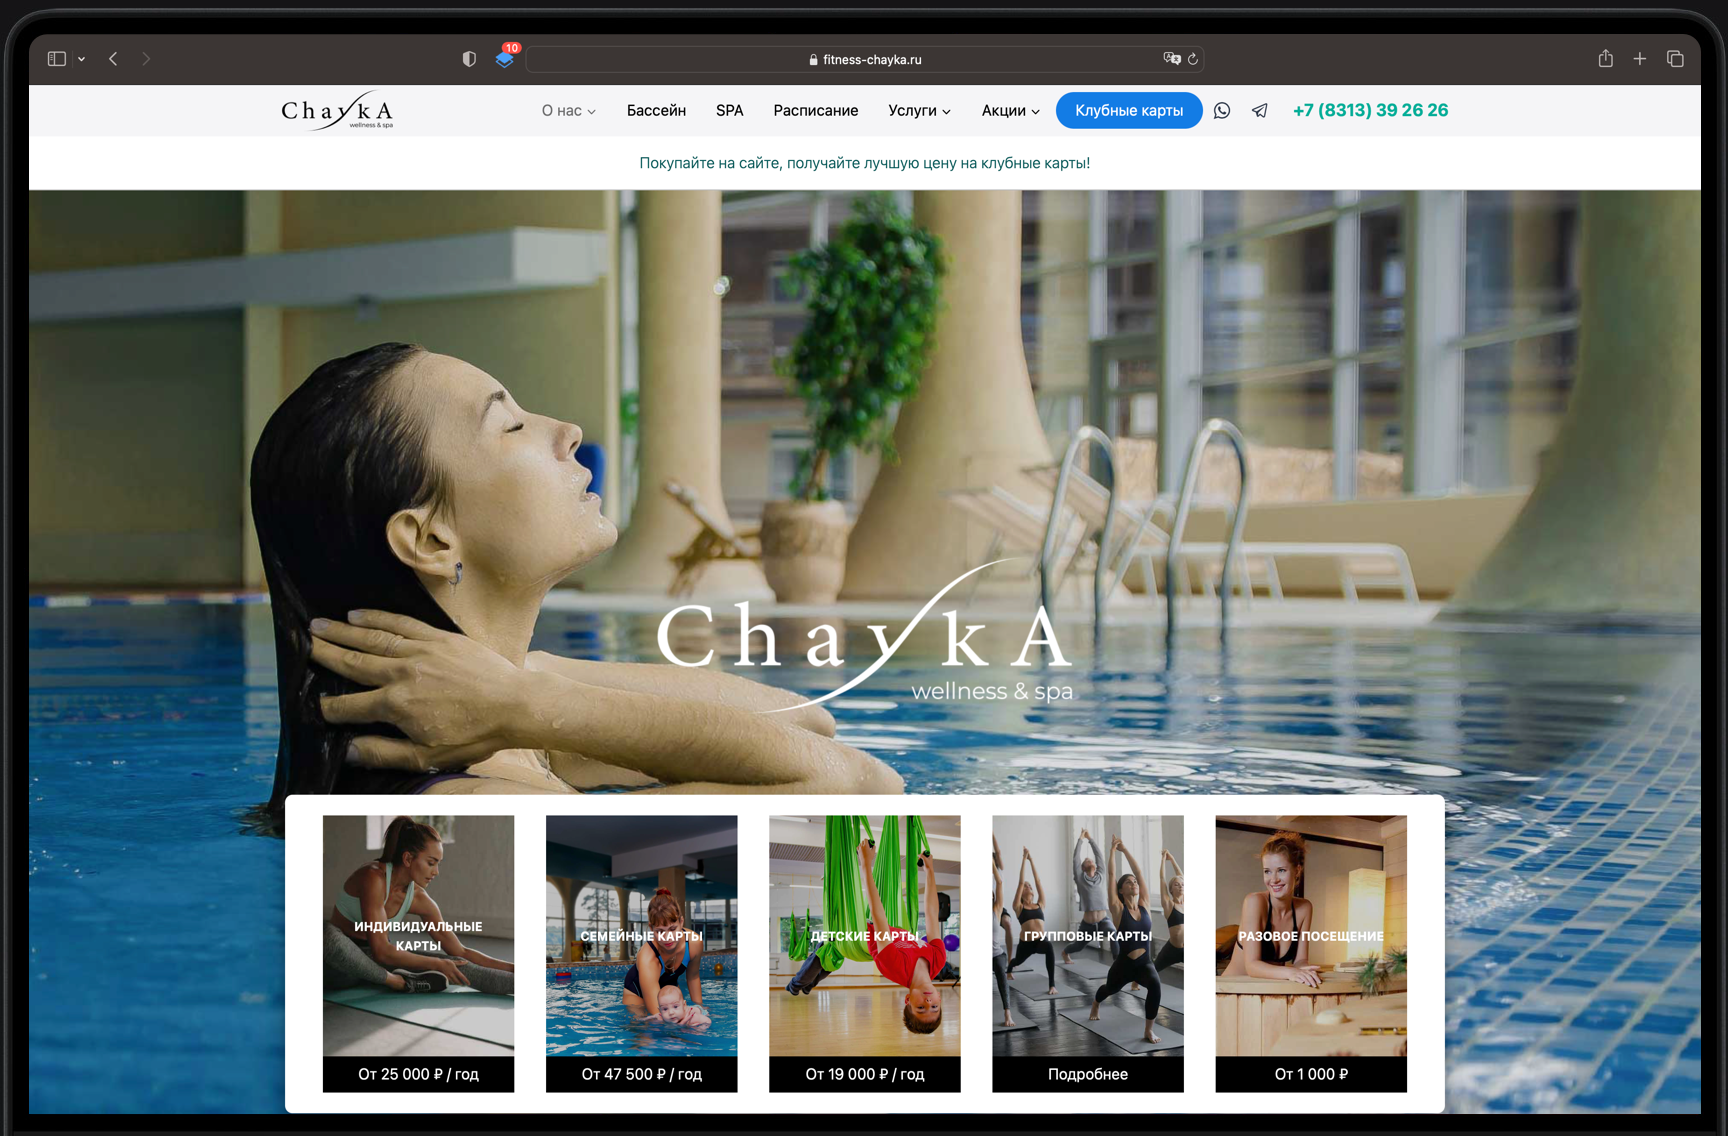 10
fitness-chayka.ru
ChaykA
wellness & spa
О нас
Бассейн
SPA
Расписание
Услуги
Акции
Клубные карты
+7 (8313) 39 26 26
Покупайте на сайте, получайте лучшую цену на клубные карты!
ChaykA
wellness & spa
ИНДИВИДУАЛЬНЫЕ
КАРТЫ
СЕМЕЙНЫЕ КАРТЫ
ДЕТСКИЕ КАРТЫ
ГРУППОВЫЕ КАРТЫ
РАЗОВОЕ ПОСЕЩЕНИЕ
От 25 000 ₽ / год
От 47 500 ₽ / год
От 19 000 ₽ / год
Подробнее
От 1 000 ₽